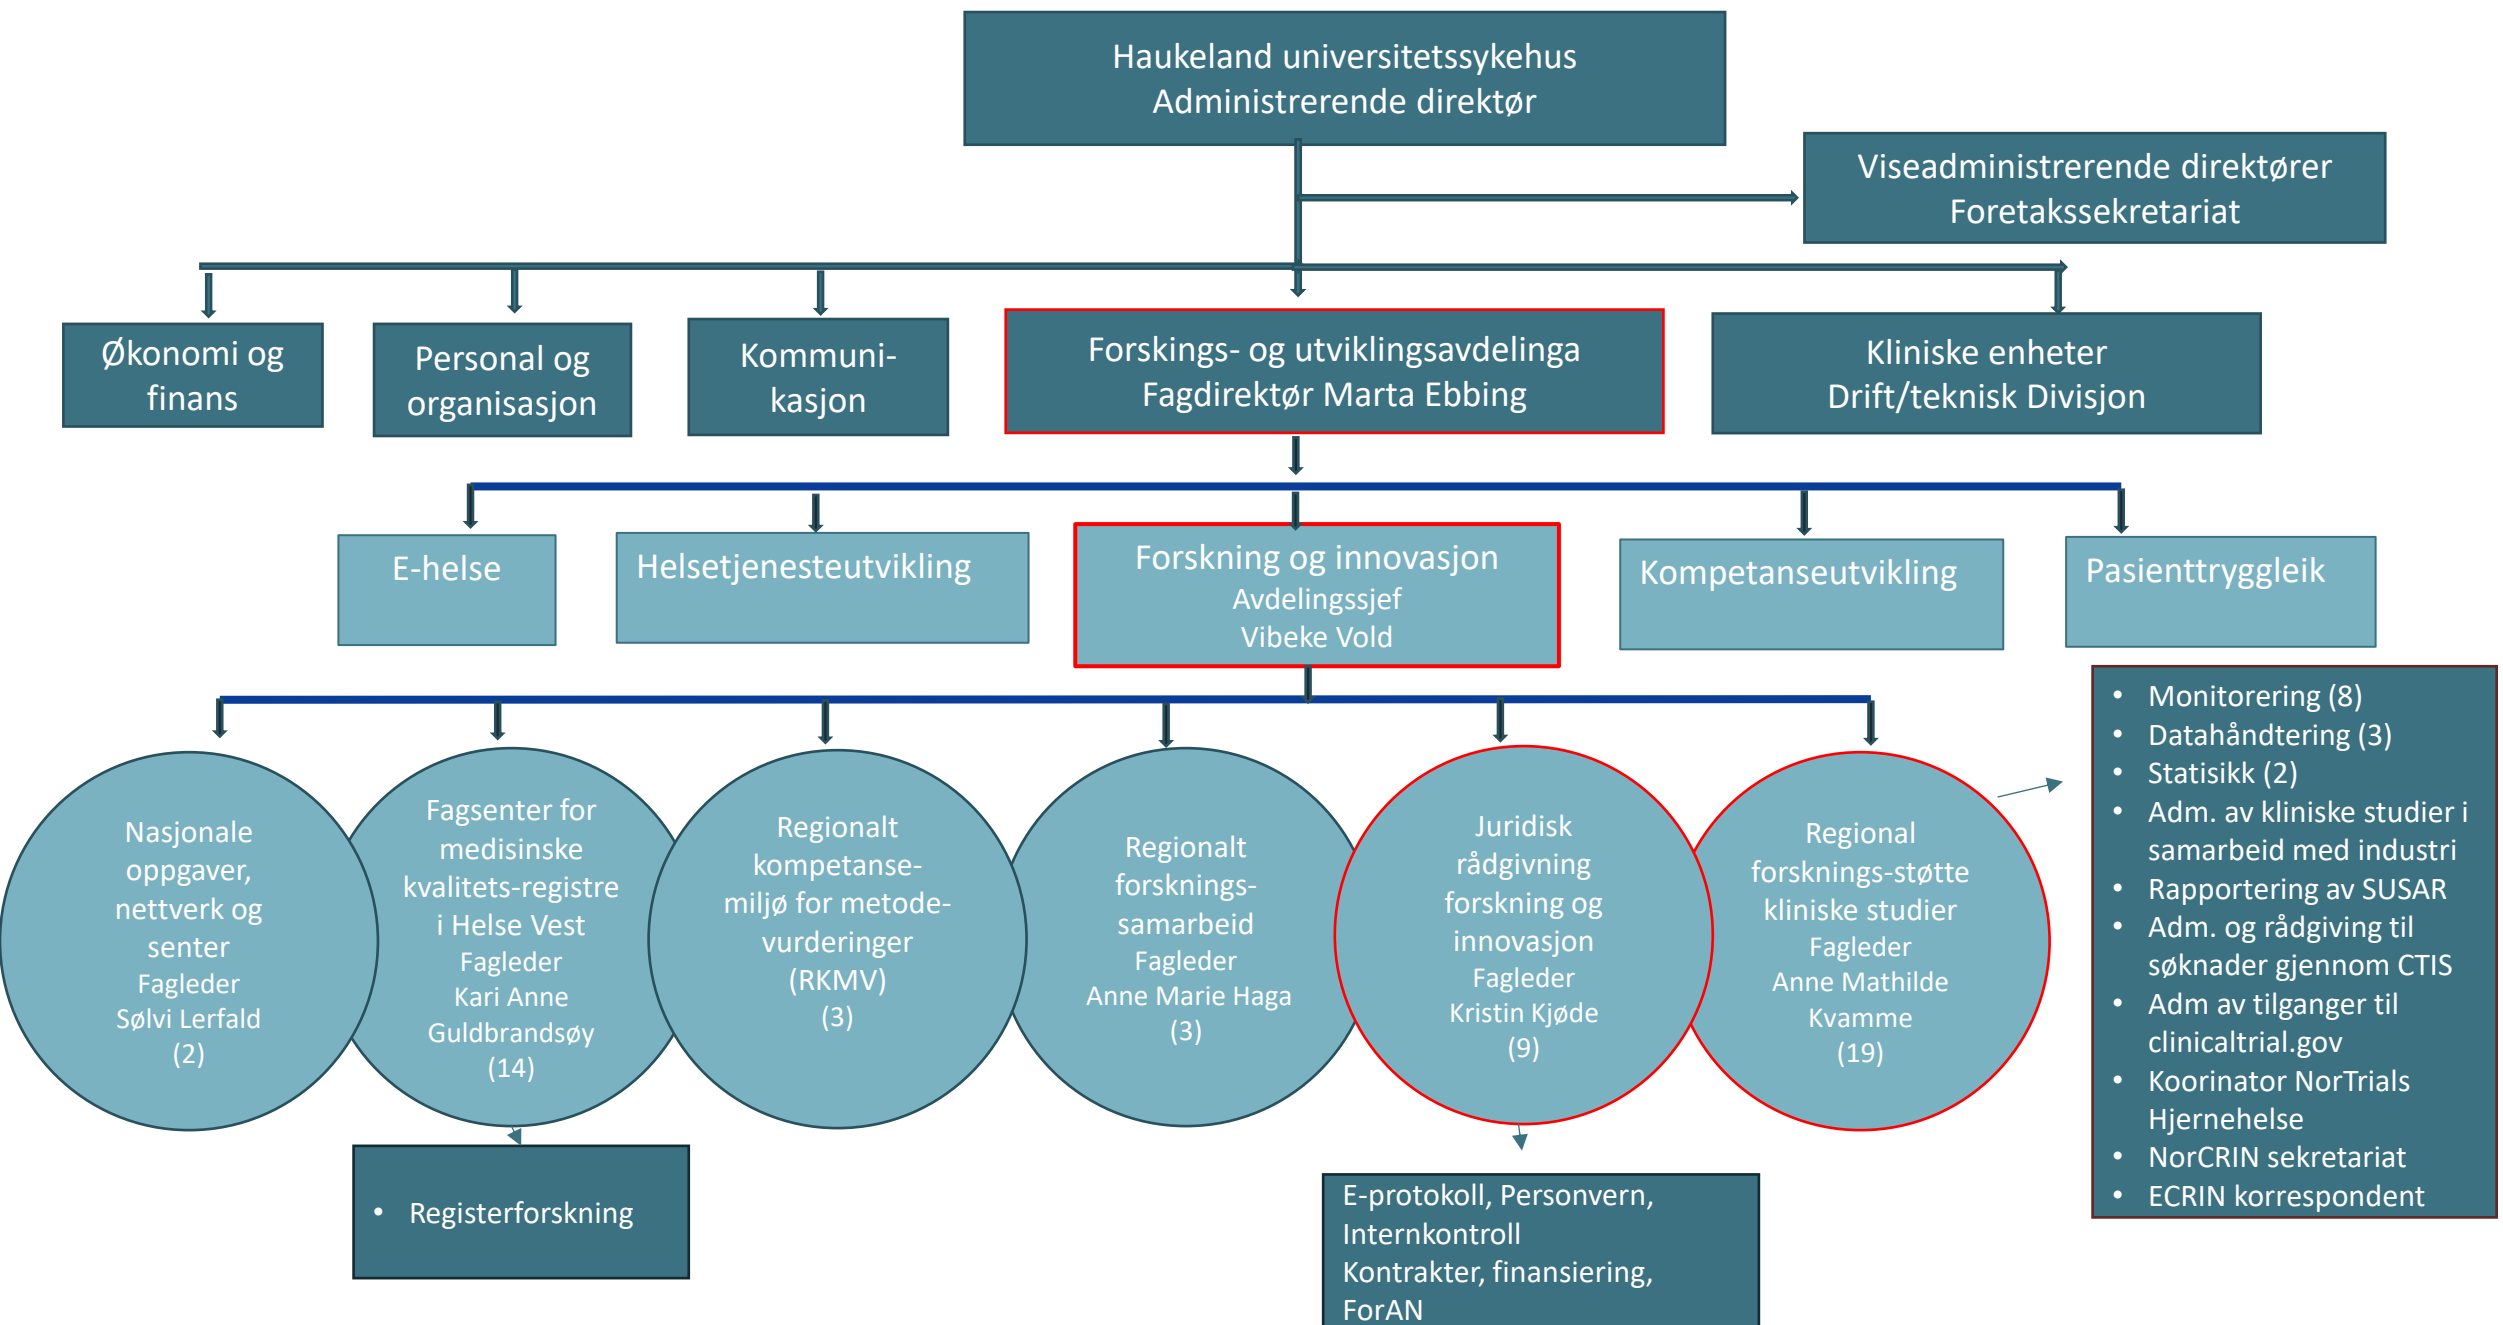 Haukeland universitetssykehus
Administrerende direktør
Viseadministrerende direktører
Foretakssekretariat
Økonomi og
finans
Personal og
organisasjon
Kommuni-
kasjon
Forskings- og utviklingsavdelinga
Fagdirektør Marta Ebbing
Kliniske enheter
Drift/teknisk Divisjon
E-helse
Helsetjenesteutvikling
Forskning og innovasjon
Avdelingssjef
Vibeke Vold
Kompetanseutvikling
Pasienttryggleik
Nasjonale
oppgaver,
nettverk og
senter
Fagleder
Sølvi Lerfald
(2)
Fagsenter for
medisinske
kvalitets-registre
i Helse Vest
Fagleder
Kari Anne
Guldbrandsøy
(14)
Regionalt
kompetanse-
miljø for metode-
vurderinger
(RKMV)
(3)
Regionalt
forsknings-
samarbeid
Fagleder
Anne Marie Haga
(3)
Juridisk
rådgivning
forskning og
innovasjon
Fagleder
Kristin Kjøde
(9)
Regional
forsknings-støtte
kliniske studier
Fagleder
Anne Mathilde
Kvamme
(19)
• Monitorering (8)
• Datahåndtering (3)
• Statisikk (2)
• Adm. av kliniske studier i
samarbeid med industri
• Rapportering av SUSAR
• Adm. og rådgiving til
søknader gjennom CTIS
• Adm av tilganger til
clinicaltrial.gov
• Koorinator NorTrials
Hjernehelse
• NorCRIN sekretariat
• ECRIN korrespondent
• Registerforskning
E-protokoll, Personvern,
Internkontroll
Kontrakter, finansiering,
ForAN